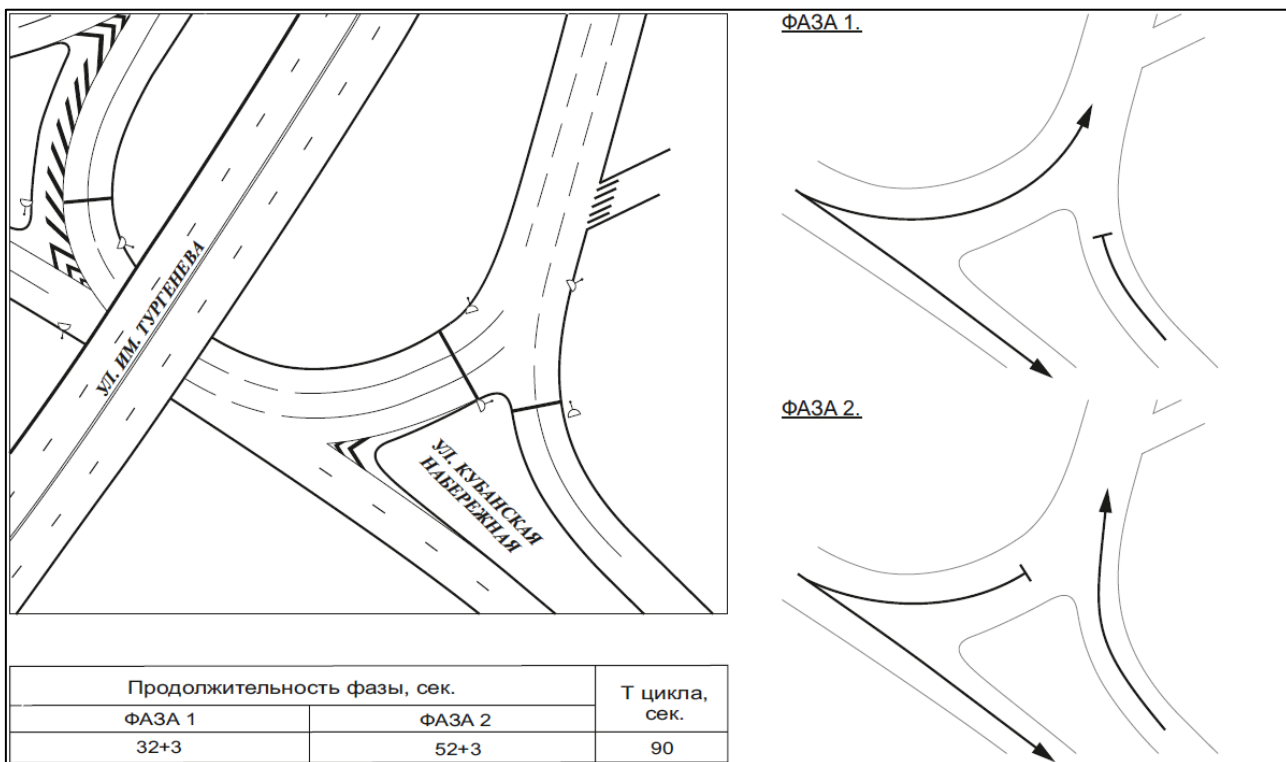 УЛ. ИМ. ТУРГЕНЕВА
УЛ. КУБАНСКАЯ
НАБЕРЕЖНАЯ
ФАЗА 1.
ФАЗА 2.
Продолжительность фазы, сек.
Т цикла,
сек.
ФАЗА 1
ФАЗА 2
32+3
52+3
90